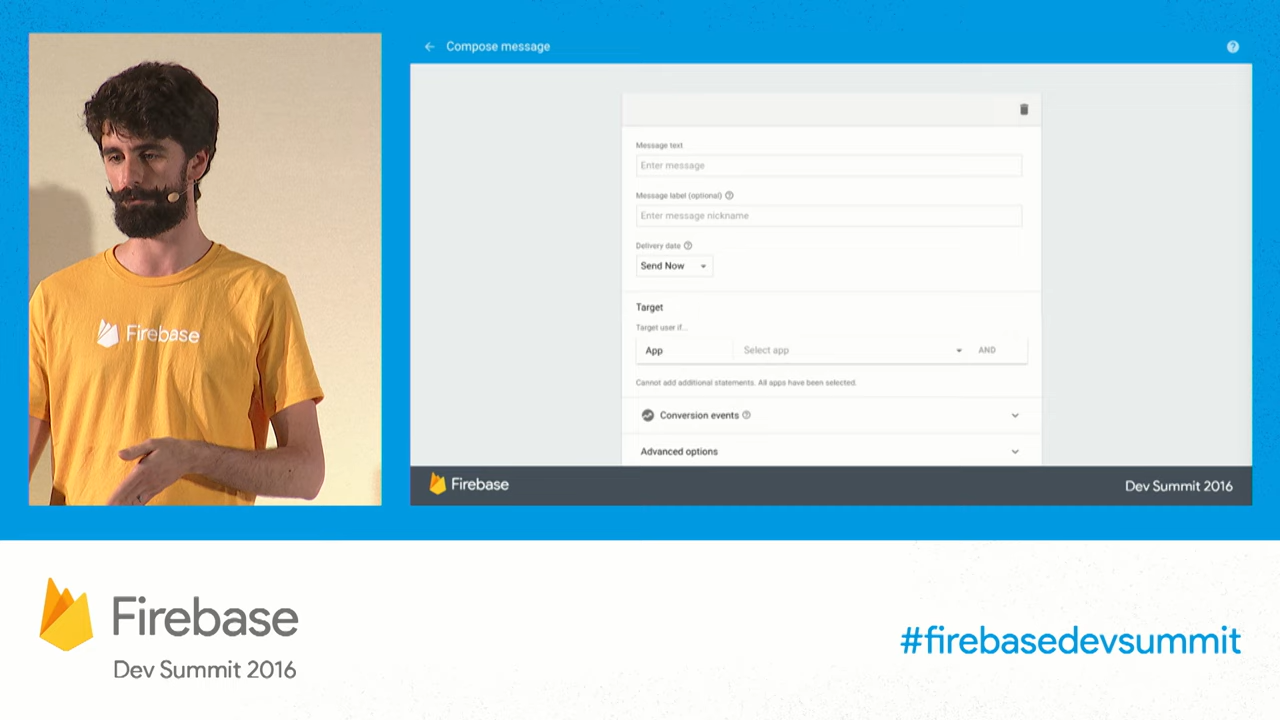 Compose message
Message text
Enter message
Message label (optional)
Enter message nickname
Delivery date
Send Now
Target
Target user if...
App Select app AND
Cannot add additional statements. All apps have been selected.
Conversion events
Advanced options
Firebase
Firebase Dev Summit 2016
Firebase
Dev Summit 2016
#firebasedevsummit